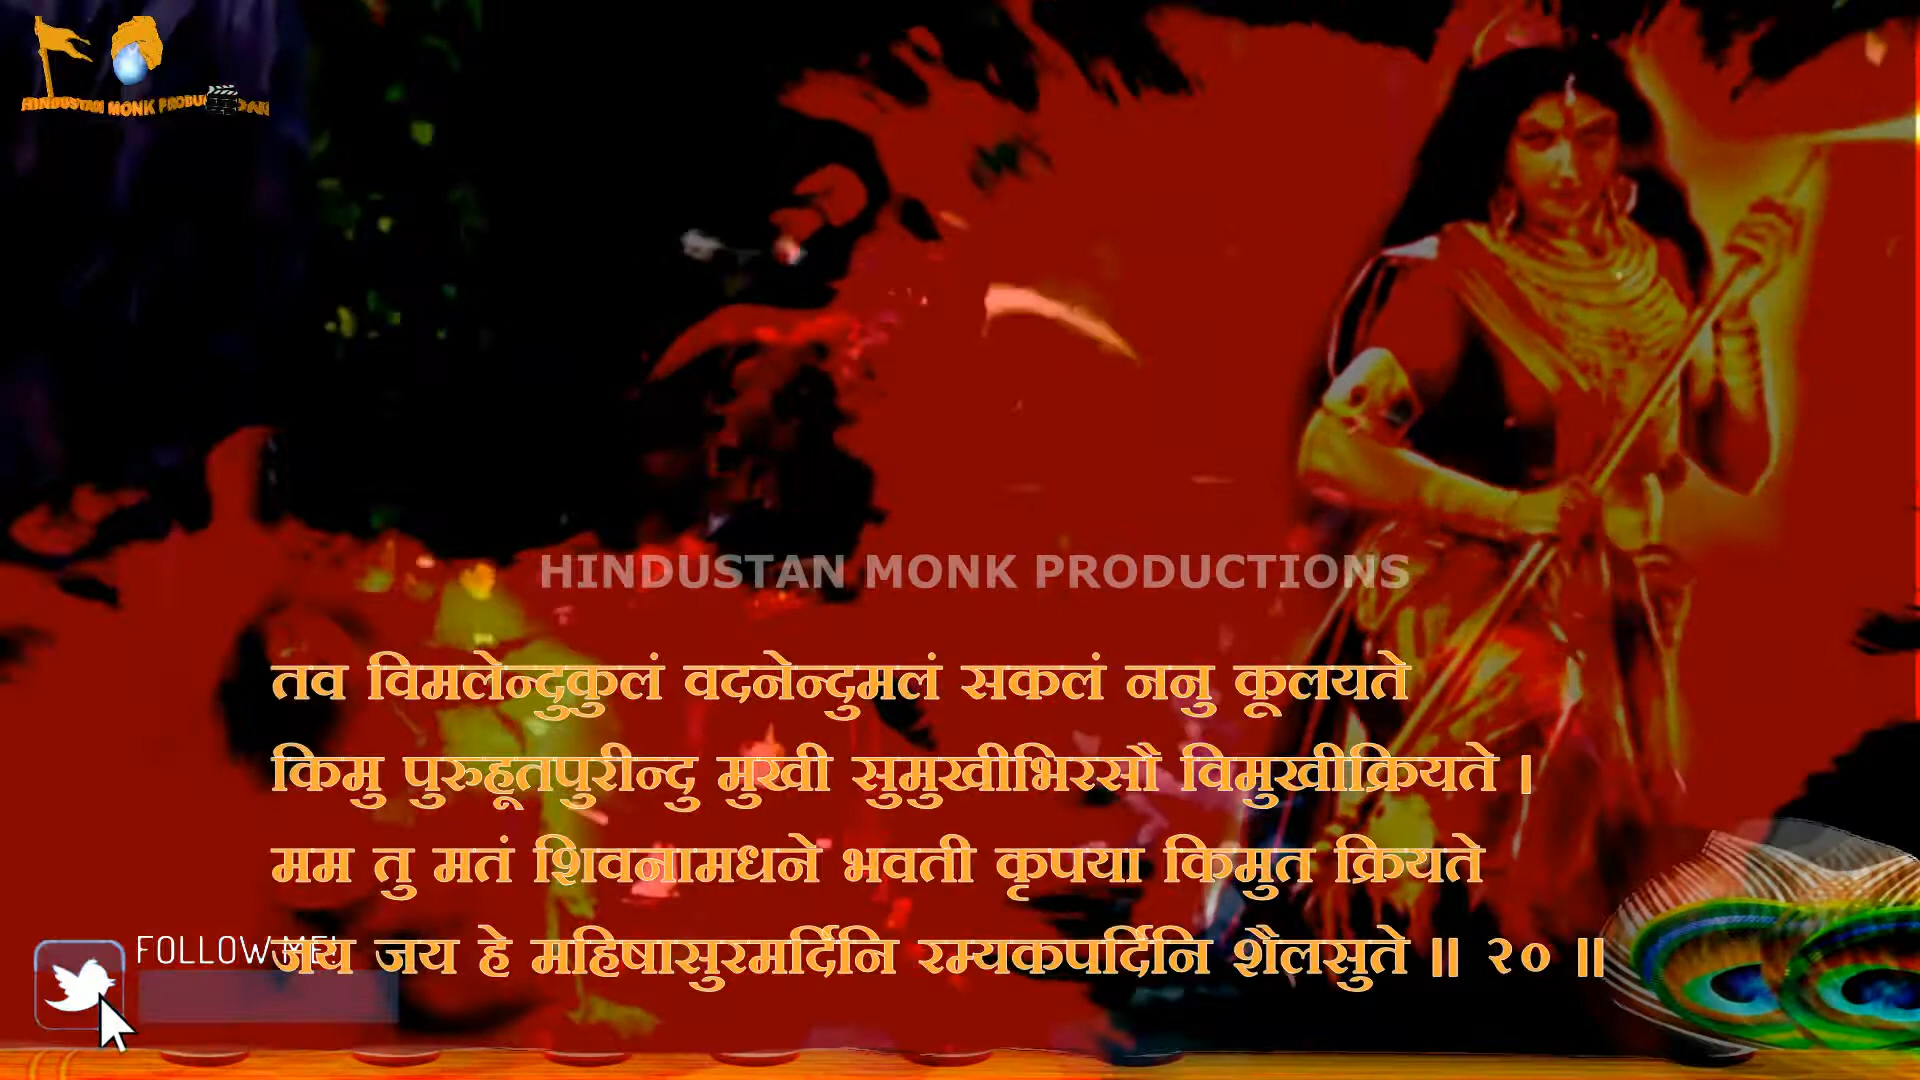 HINDUSTAN MONK PRODUCTIONS
तव विमलेन्दुकुलं वदनेन्दुमलं सकलं ननु कूलयते
किमु पुरुहूतपुरीन्दु मुखी सुमुखीभिरसौ विमुखीक्रियते ।
मम तु मतं शिवनामधने भवती कृपया किमुत क्रियते
जय जय हे महिषासुरमर्दिनि रम्यकपर्दिनि शैलसुते ॥ २० ॥
FOLLOW ME!